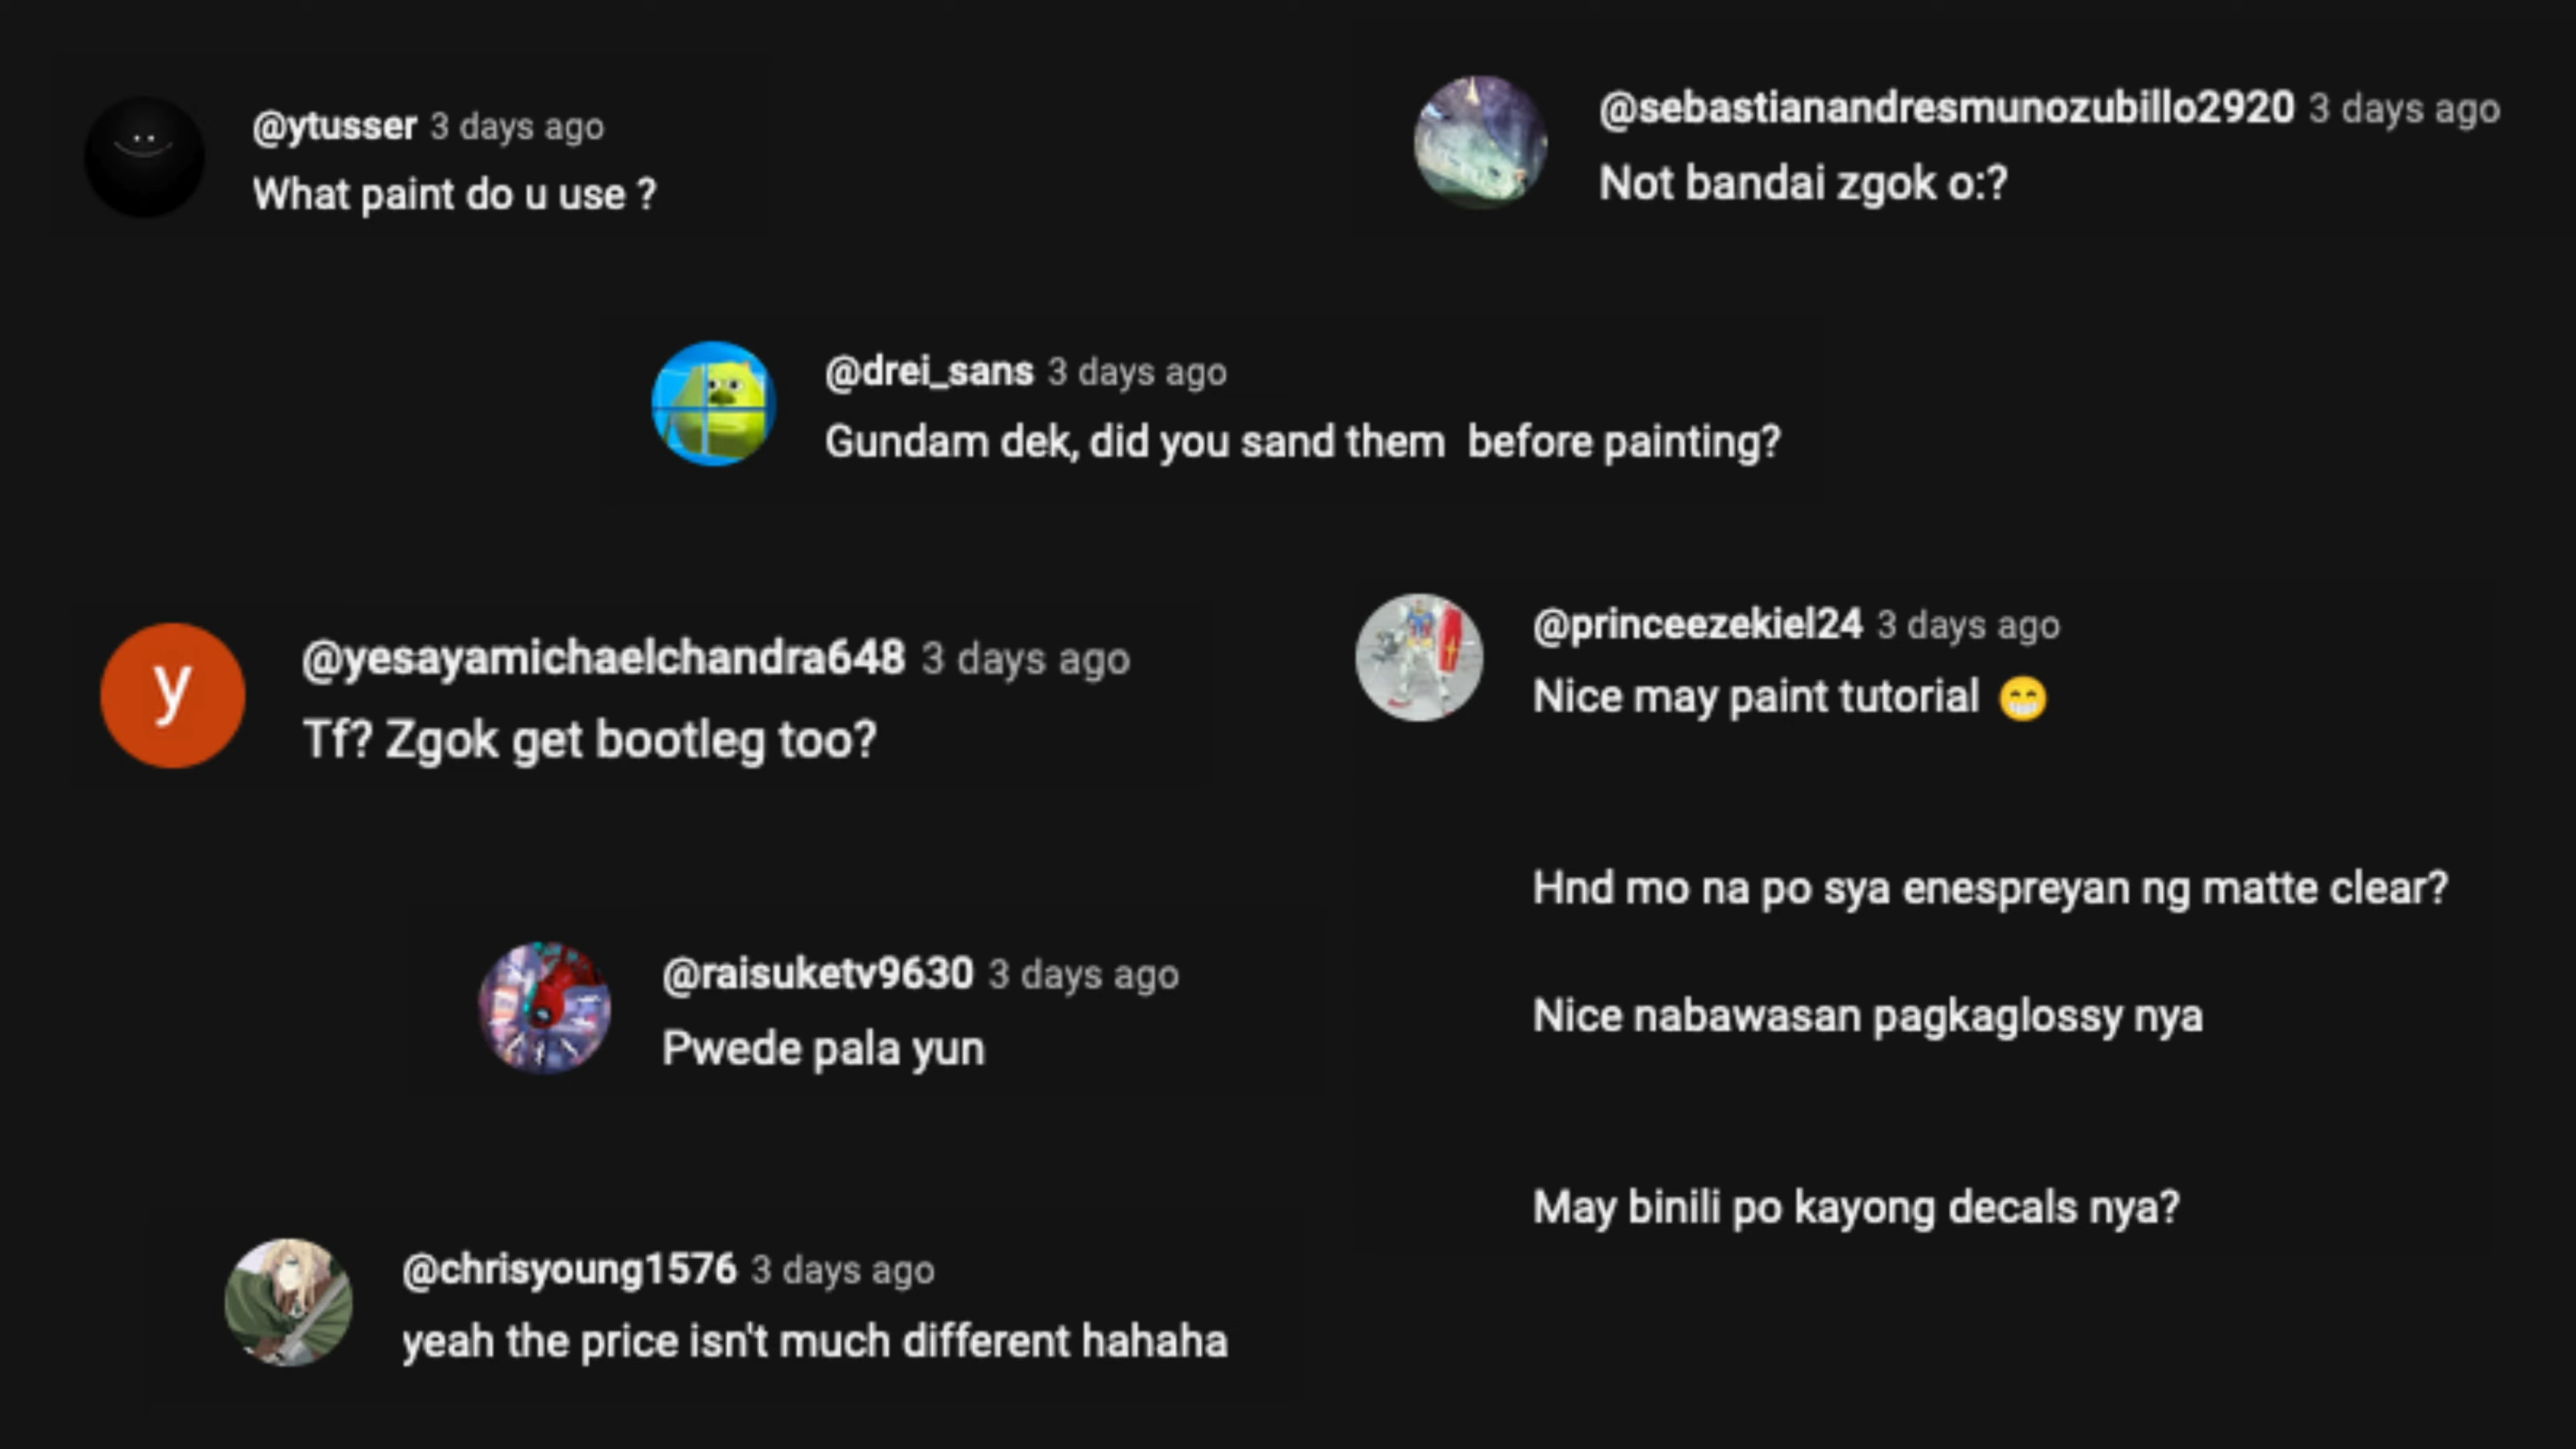 @ytusser 3 days ago
What paint do u use ?
@sebastianandresmunozubillo2920 3 days ago
Not bandai zgok o:?
@drei_sans 3 days ago
Gundam dek, did you sand them before painting?
y
@yesayamichaelchandra648 3 days ago
Tf? Zgok get bootleg too?
@princeezekiel24 3 days ago
Nice may paint tutorial 😁
Hnd mo na po sya enespreyan ng matte clear?
Nice nabawasan pagkaglossy nya
May binili po kayong decals nya?
@raisuketv9630 3 days ago
Pwede pala yun
@chrisyoung1576 3 days ago
yeah the price isn't much different hahaha